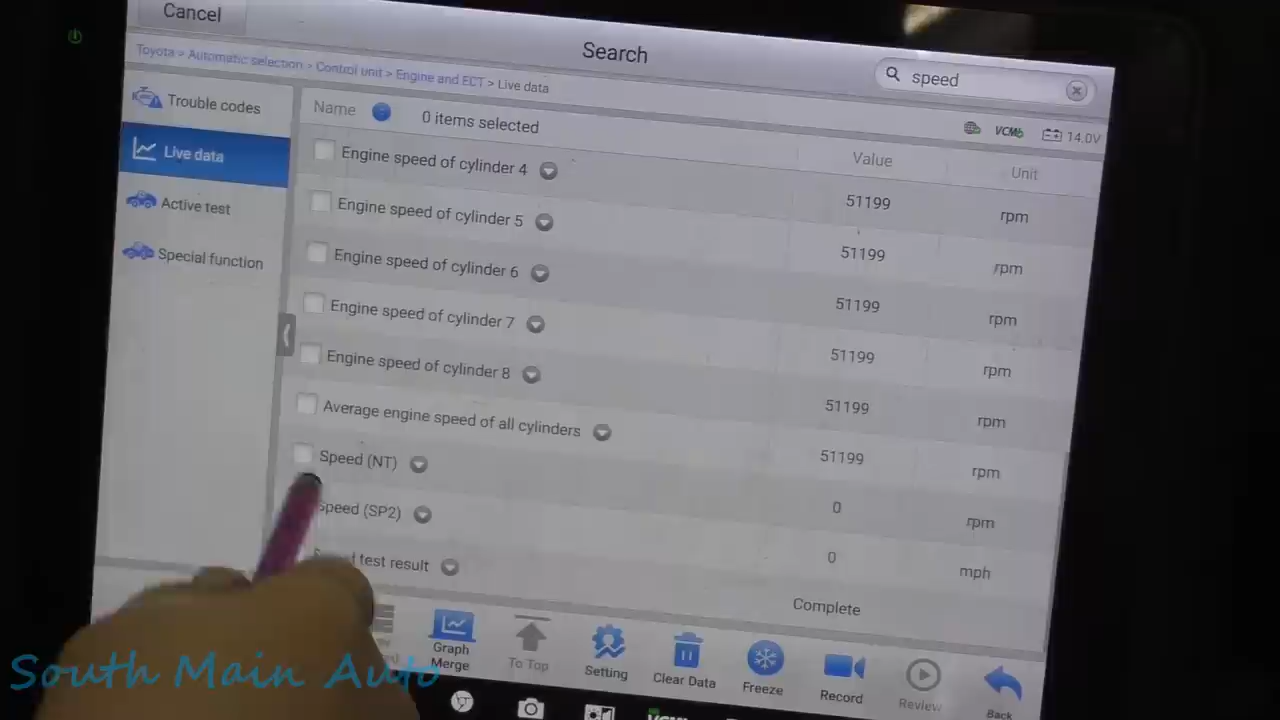 Cancel
Search
speed
Toyota > Automatic selection > Control unit > Engine and ECT > Live data
VCMI 14.0V
Trouble codes
Live data
Active test
Special function
Name ? 0 items selected Value Unit
Engine speed of cylinder 4 51199 rpm
Engine speed of cylinder 5 51199 rpm
Engine speed of cylinder 6 51199 rpm
Engine speed of cylinder 7 51199 rpm
Engine speed of cylinder 8 51199 rpm
Average engine speed of all cylinders 51199 rpm
Speed (NT) 0 rpm
Speed (SP2) 0 mph
test result Complete
Graph Merge
To Top
Setting
Clear Data
Freeze
Record
Review
Back
South Main Auto